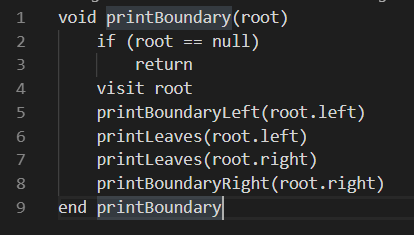 1 void printBoundary(root)
2     if (root == null)
3         return
4     visit root
5     printBoundaryLeft(root.left)
6     printLeaves(root.left)
7     printLeaves(root.right)
8     printBoundaryRight(root.right)
9 end printBoundary